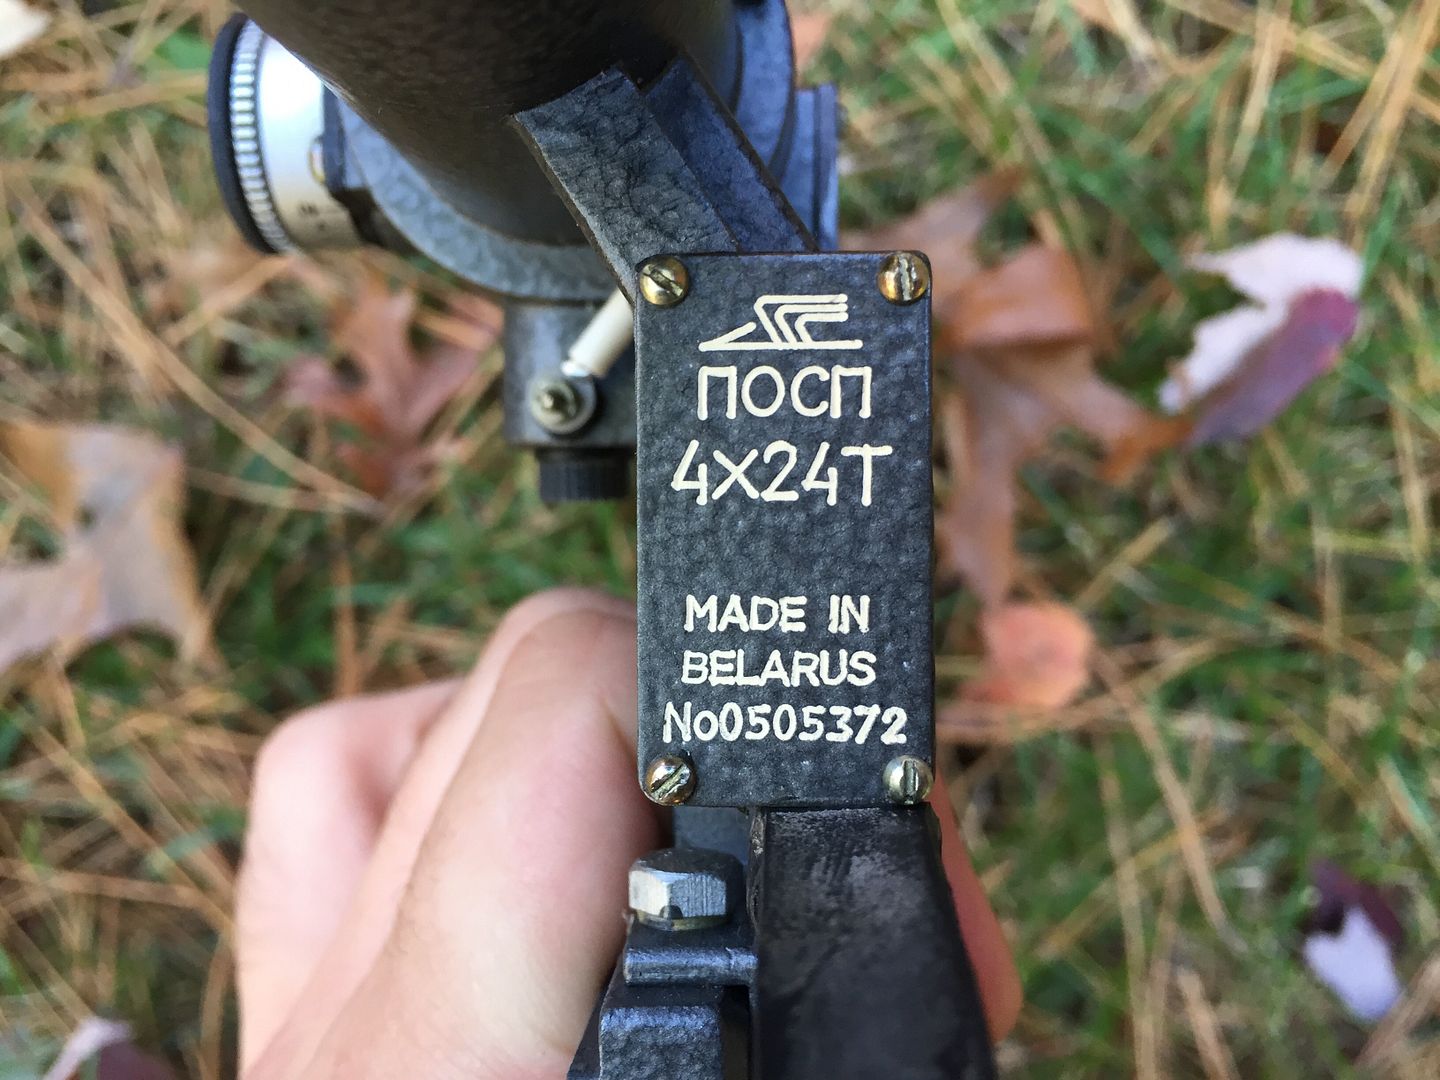 ПОСП
4X24T
MADE IN
BELARUS
No0505372